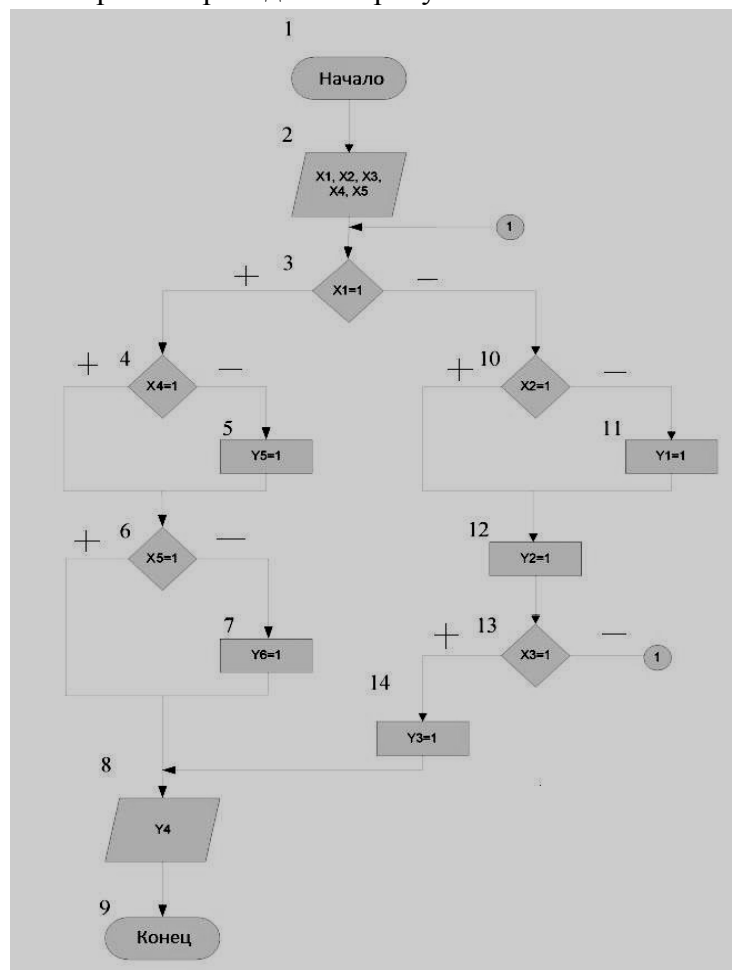 1
Начало
2
X1, X2, X3,
X4, X5
1
3
+
X1=1
—
+
4
X4=1
—
+
10
X2=1
—
5
Y5=1
11
Y1=1
+
6
X5=1
—
12
Y2=1
7
Y6=1
+
13
X3=1
—
1
14
Y3=1
8
Y4
9
Конец